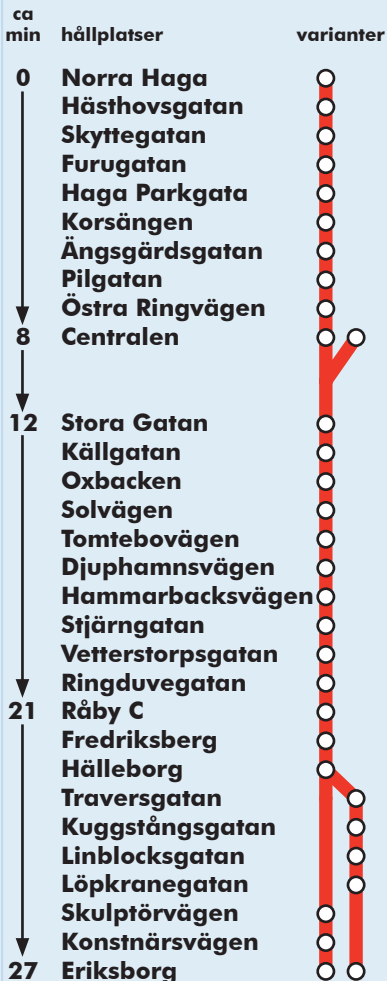 ca
min hållplatser varianter
0 Norra Haga
Hästhovsgatan
Skyttegatan
Furugatan
Haga Parkgata
Korsängen
Ängsgärdsgatan
Pilgatan
Östra Ringvägen
8 Centralen
12 Stora Gatan
Källgatan
Oxbacken
Solvägen
Tomtebovägen
Djuphamnsvägen
Hammarbacksvägen
Stjärngatan
Vetterstorpsgatan
Ringduvegatan
21 Råby C
Fredriksberg
Hälleborg
Traversgatan
Kuggstångsgatan
Linblocksgatan
Löpkranegatan
Skulptörvägen
Konstnärsvägen
27 Eriksborg